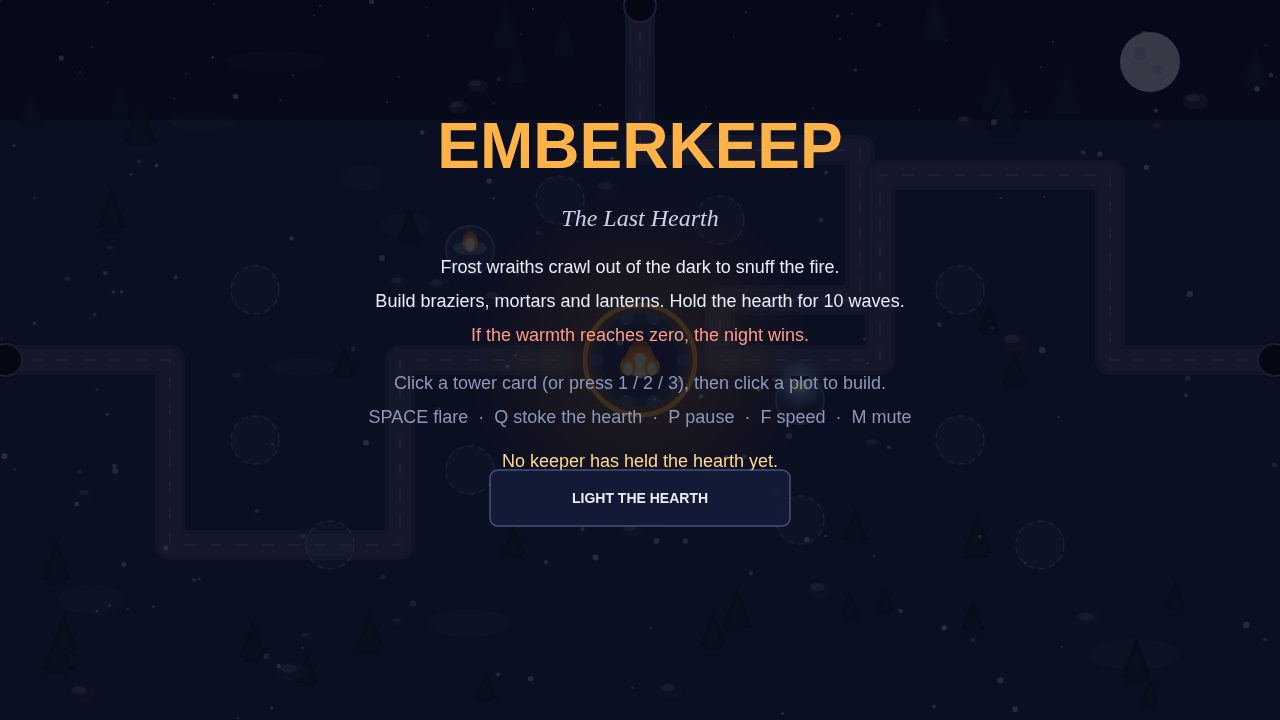 EMBERKEEP
The Last Hearth
Frost wraiths crawl out of the dark to snuff the fire.
Build braziers, mortars and lanterns. Hold the hearth for 10 waves.
If the warmth reaches zero, the night wins.
Click a tower card (or press 1 / 2 / 3), then click a plot to build.
SPACE flare · Q stoke the hearth · P pause · F speed · M mute
No keeper has held the hearth yet.
LIGHT THE HEARTH